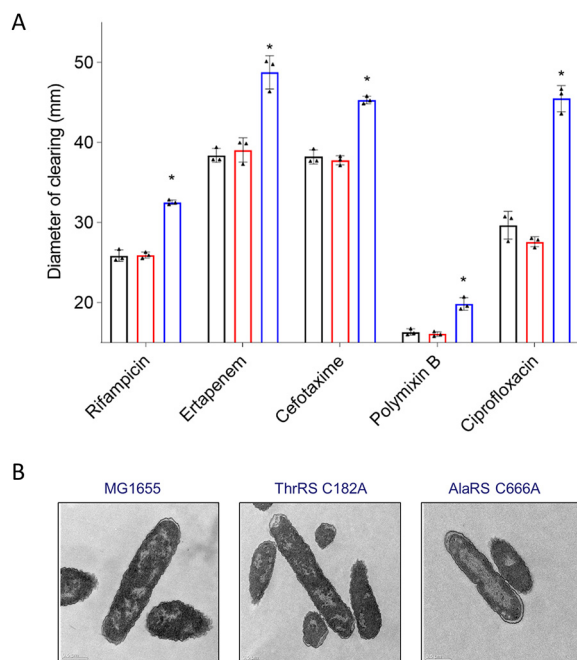 A
Diameter of clearing (mm)
50
40
30
20
*
*
*
*
*
Rifampicin
Ertapenem
Cefotaxime
Polymixin B
Ciprofloxacin
B
MG1655
ThrRS C182A
AlaRS C666A